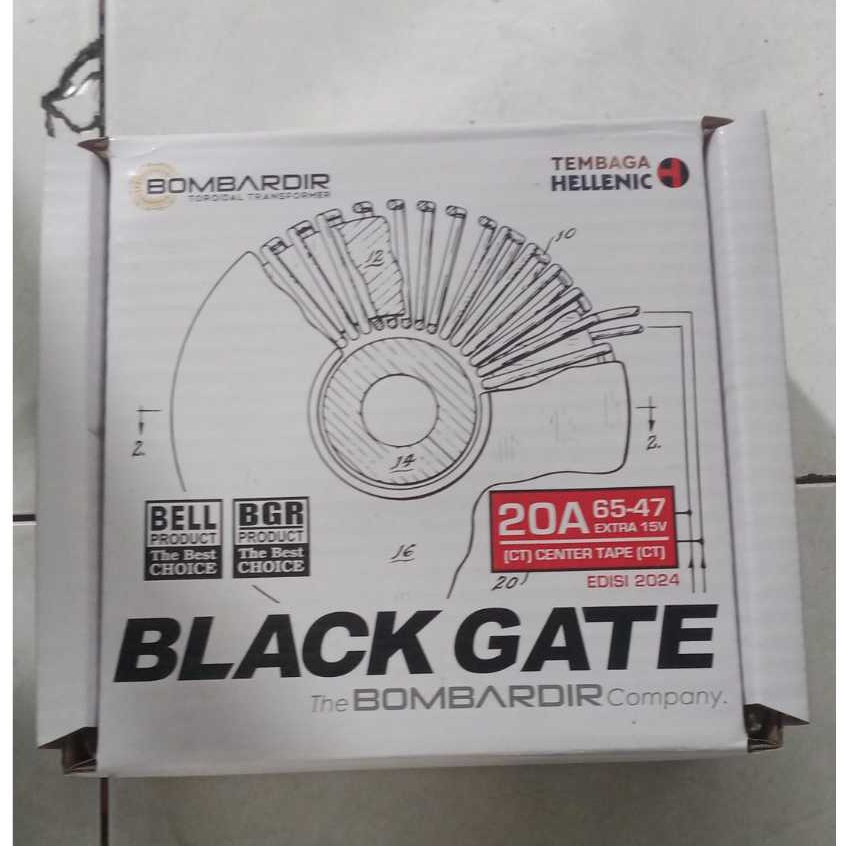 BOMBARDIR
TOROIDAL TRANSFORMER
TEMBAGA
HELLENIC
10
12
2.
2.
14
BELL
PRODUCT
The Best
CHOICE
BGR
PRODUCT
The Best
CHOICE
20A 65-47
EXTRA 15V
(CT) CENTER TAPE (CT)
16
20
EDISI 2024
BLACK GATE
The BOMBARDIR Company.